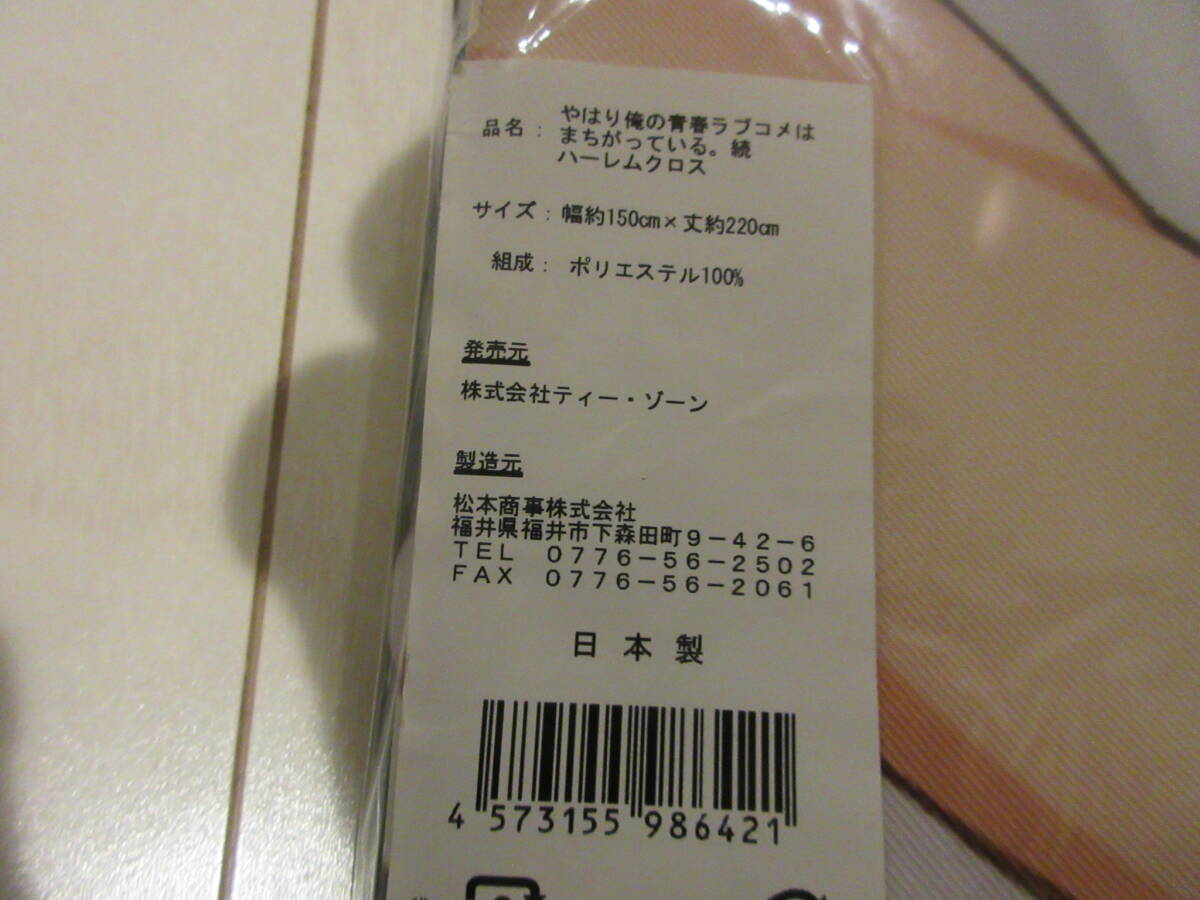 品名： やはり俺の青春ラブコメは
まちがっている。続
ハーレムクロス
サイズ：幅約150㎝×丈約220㎝
組成： ポリエステル100%
発売元
株式会社ティー・ゾーン
製造元
松本商事株式会社
福井県福井市下森田町９－４２－６
ＴＥＬ　０７７６－５６－２５０２
ＦＡＸ　０７７６－５６－２０６１
日本製
4 573155 986421